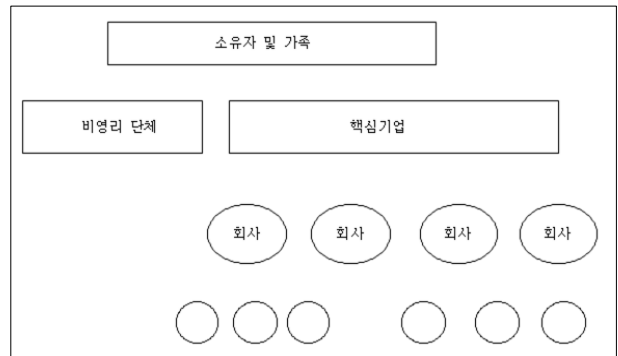 소유자 및 가족
비영리 단체
핵심기업
회사
회사
회사
회사